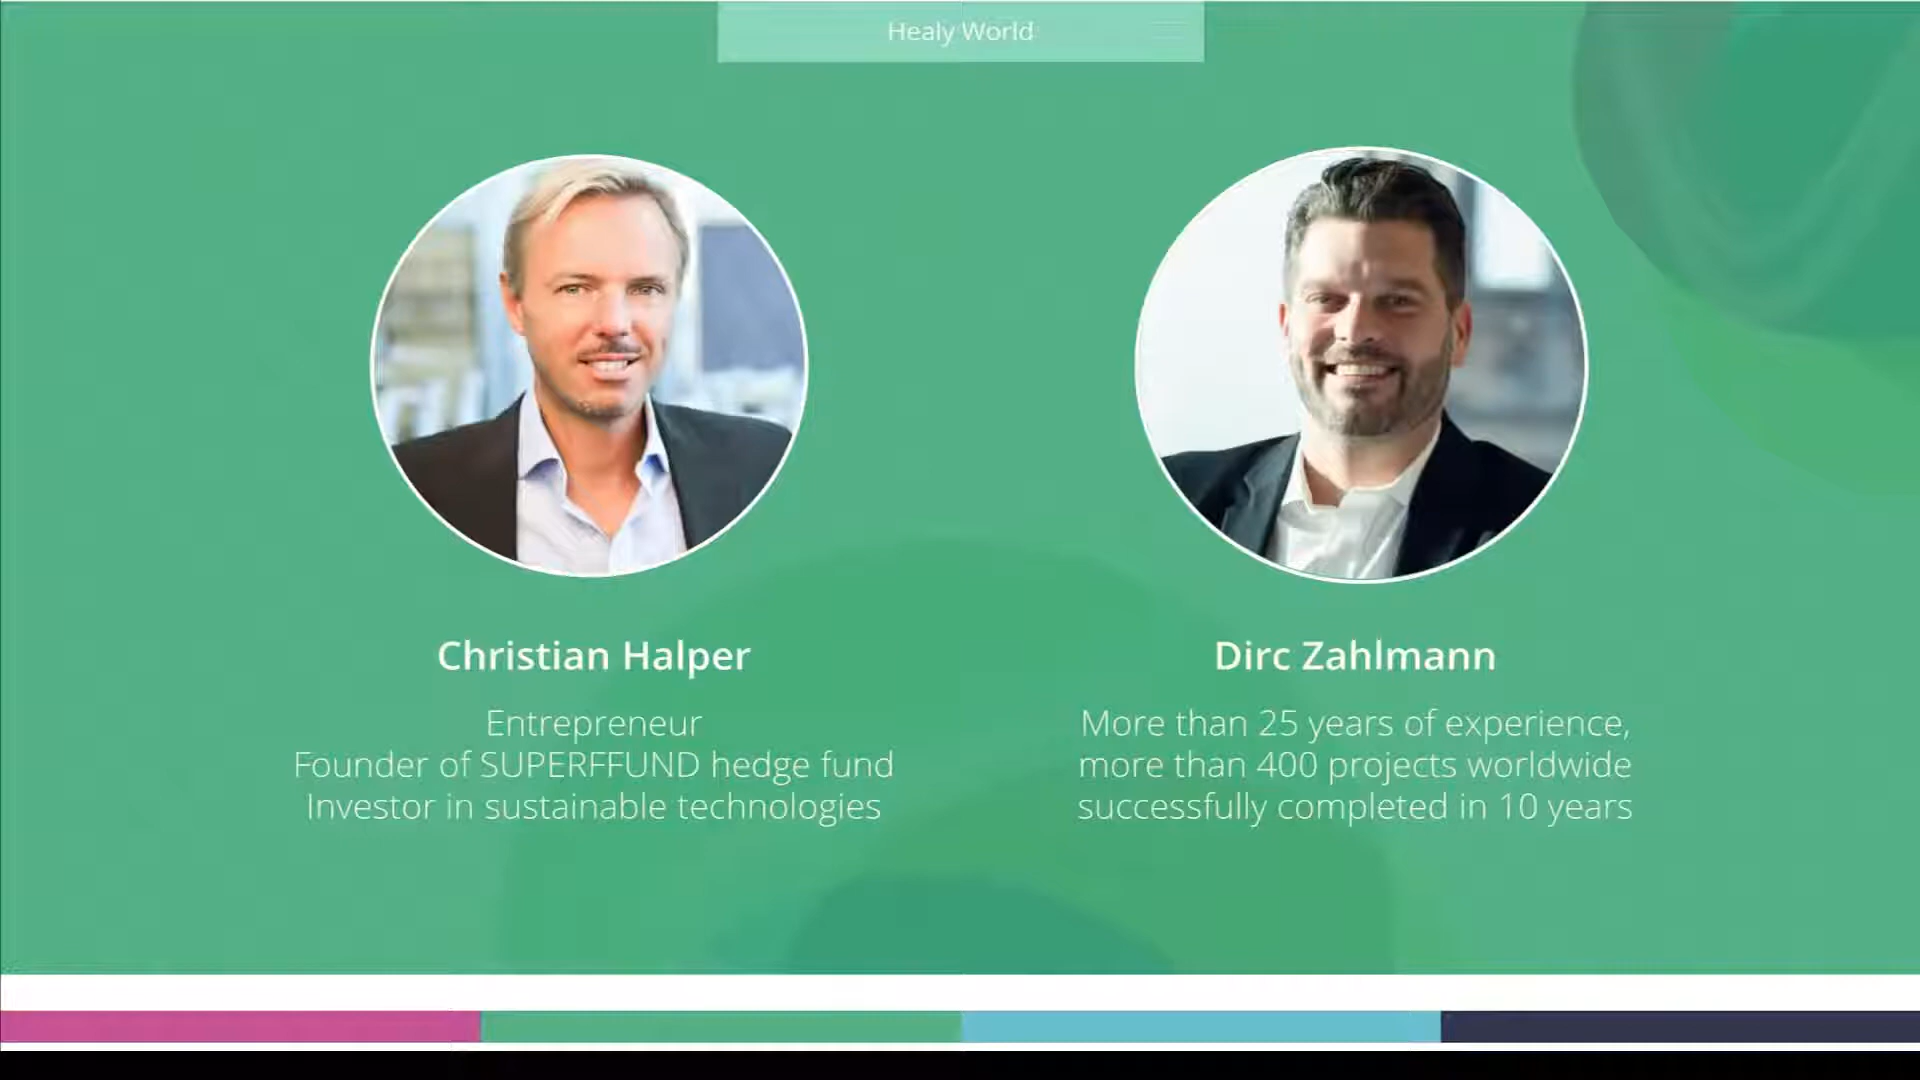 Healy World
Christian Halper
Entrepreneur
Founder of SUPERFFUND hedge fund
Investor in sustainable technologies
Dirc Zahlmann
More than 25 years of experience,
more than 400 projects worldwide
successfully completed in 10 years